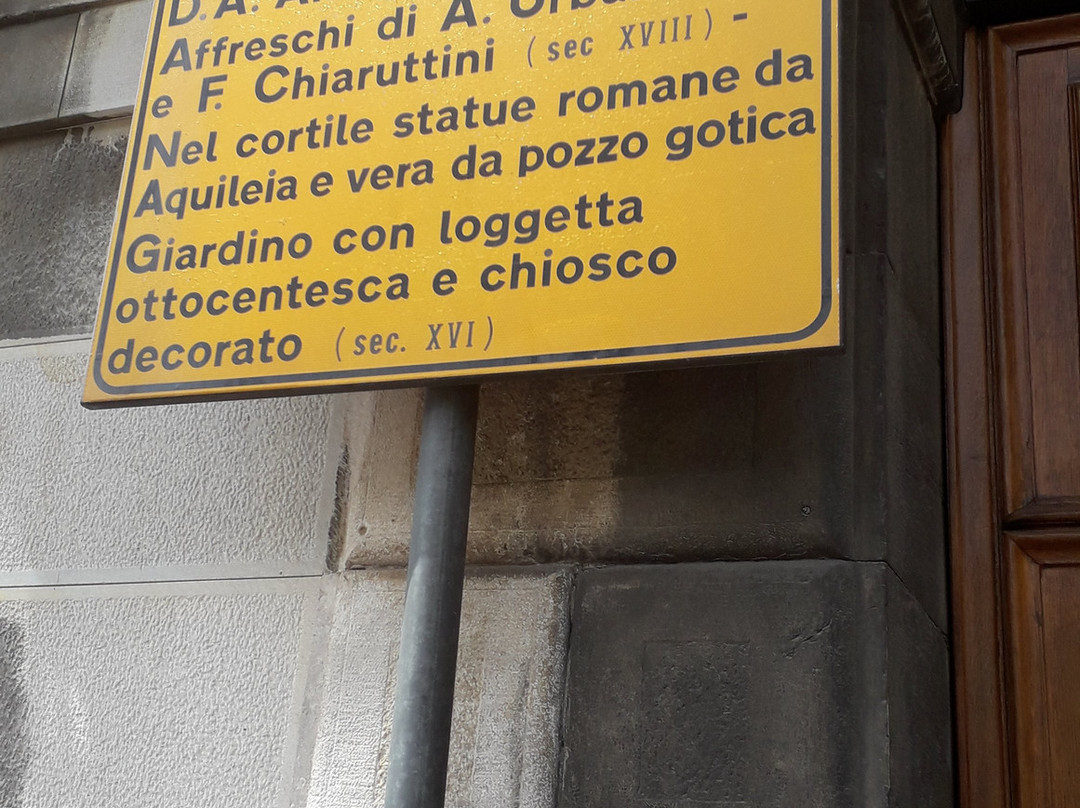 D. A.
Affreschi di A.
e F. Chiaruttini (sec XVIII) -
Nel cortile statue romane da
Aquileia e vera da pozzo gotica
Giardino con loggetta
ottocentesca e chiosco
decorato (sec. XVI)